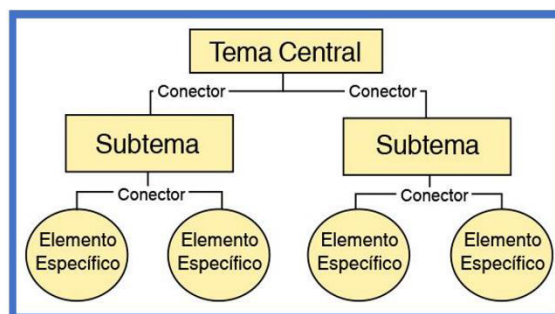 Tema Central
Conector Conector
Subtema Subtema
Conector Conector
Elemento Elemento Elemento Elemento
Específico Específico Específico Específico